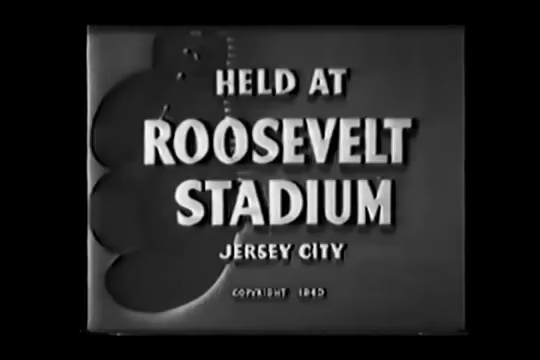 HELD AT
ROOSEVELT
STADIUM
JERSEY CITY
COPYRIGHT